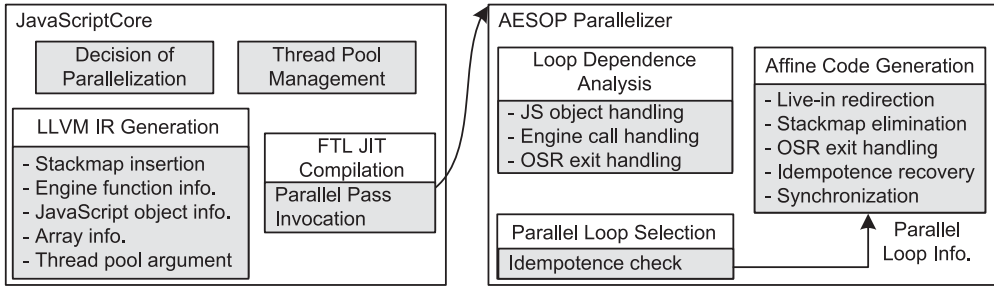 JavaScriptCore
Decision of
Parallelization
Thread Pool
Management
LLVM IR Generation
- Stackmap insertion
- Engine function info.
- JavaScript object info.
- Array info.
- Thread pool argument
FTL JIT
Compilation
Parallel Pass
Invocation
AESOP Parallelizer
Loop Dependence
Analysis
- JS object handling
- Engine call handling
- OSR exit handling
Affine Code Generation
- Live-in redirection
- Stackmap elimination
- OSR exit handling
- Idempotence recovery
- Synchronization
Parallel Loop Selection
Idempotence check
Parallel
Loop Info.